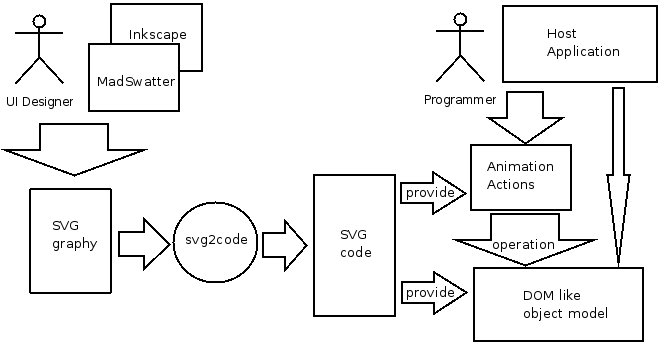 Inkscape
MadSwatter
UI Designer
Host
Application
Programmer
Animation
Actions
SVG
graphy
svg2code
SVG
code
provide
operation
provide
DOM like
object model